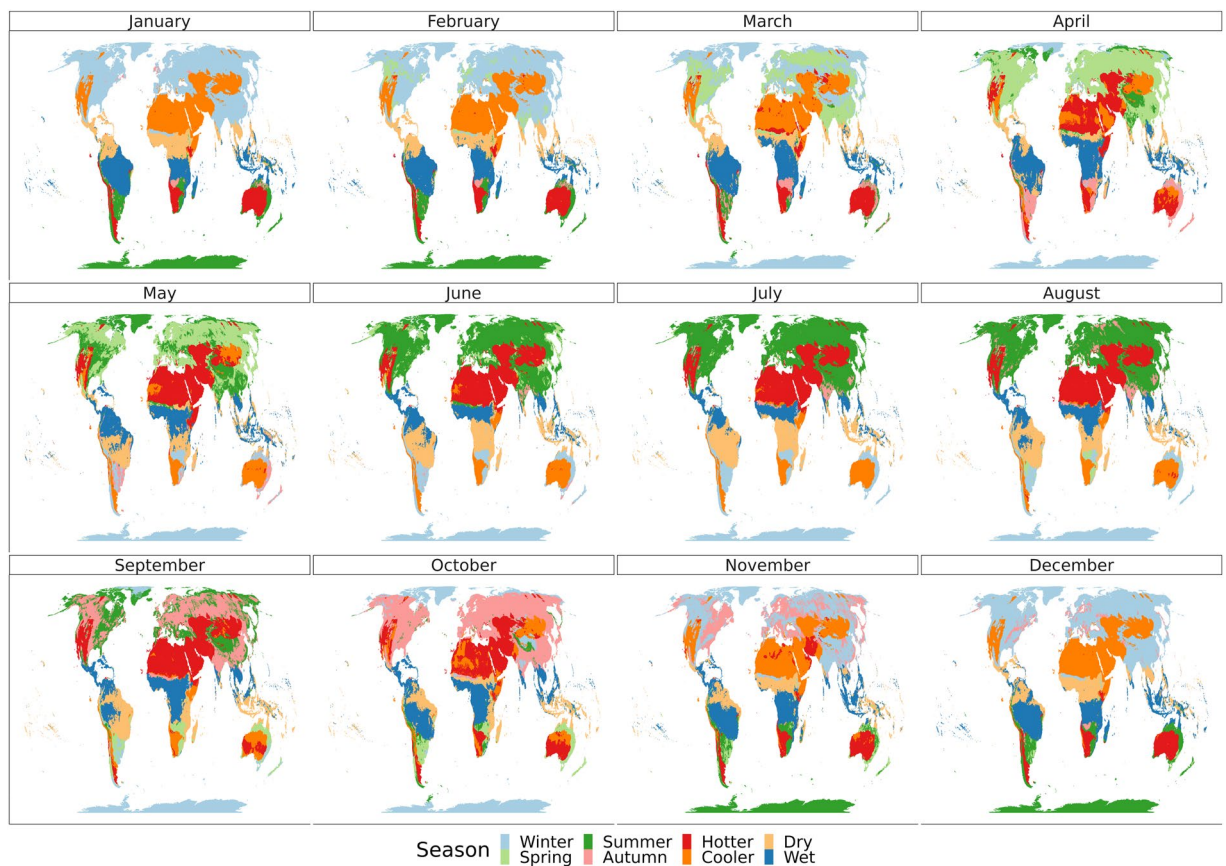 January February March April
May June July August
September October November December
Season Winter Summer Hotter Dry
Spring Autumn Cooler Wet